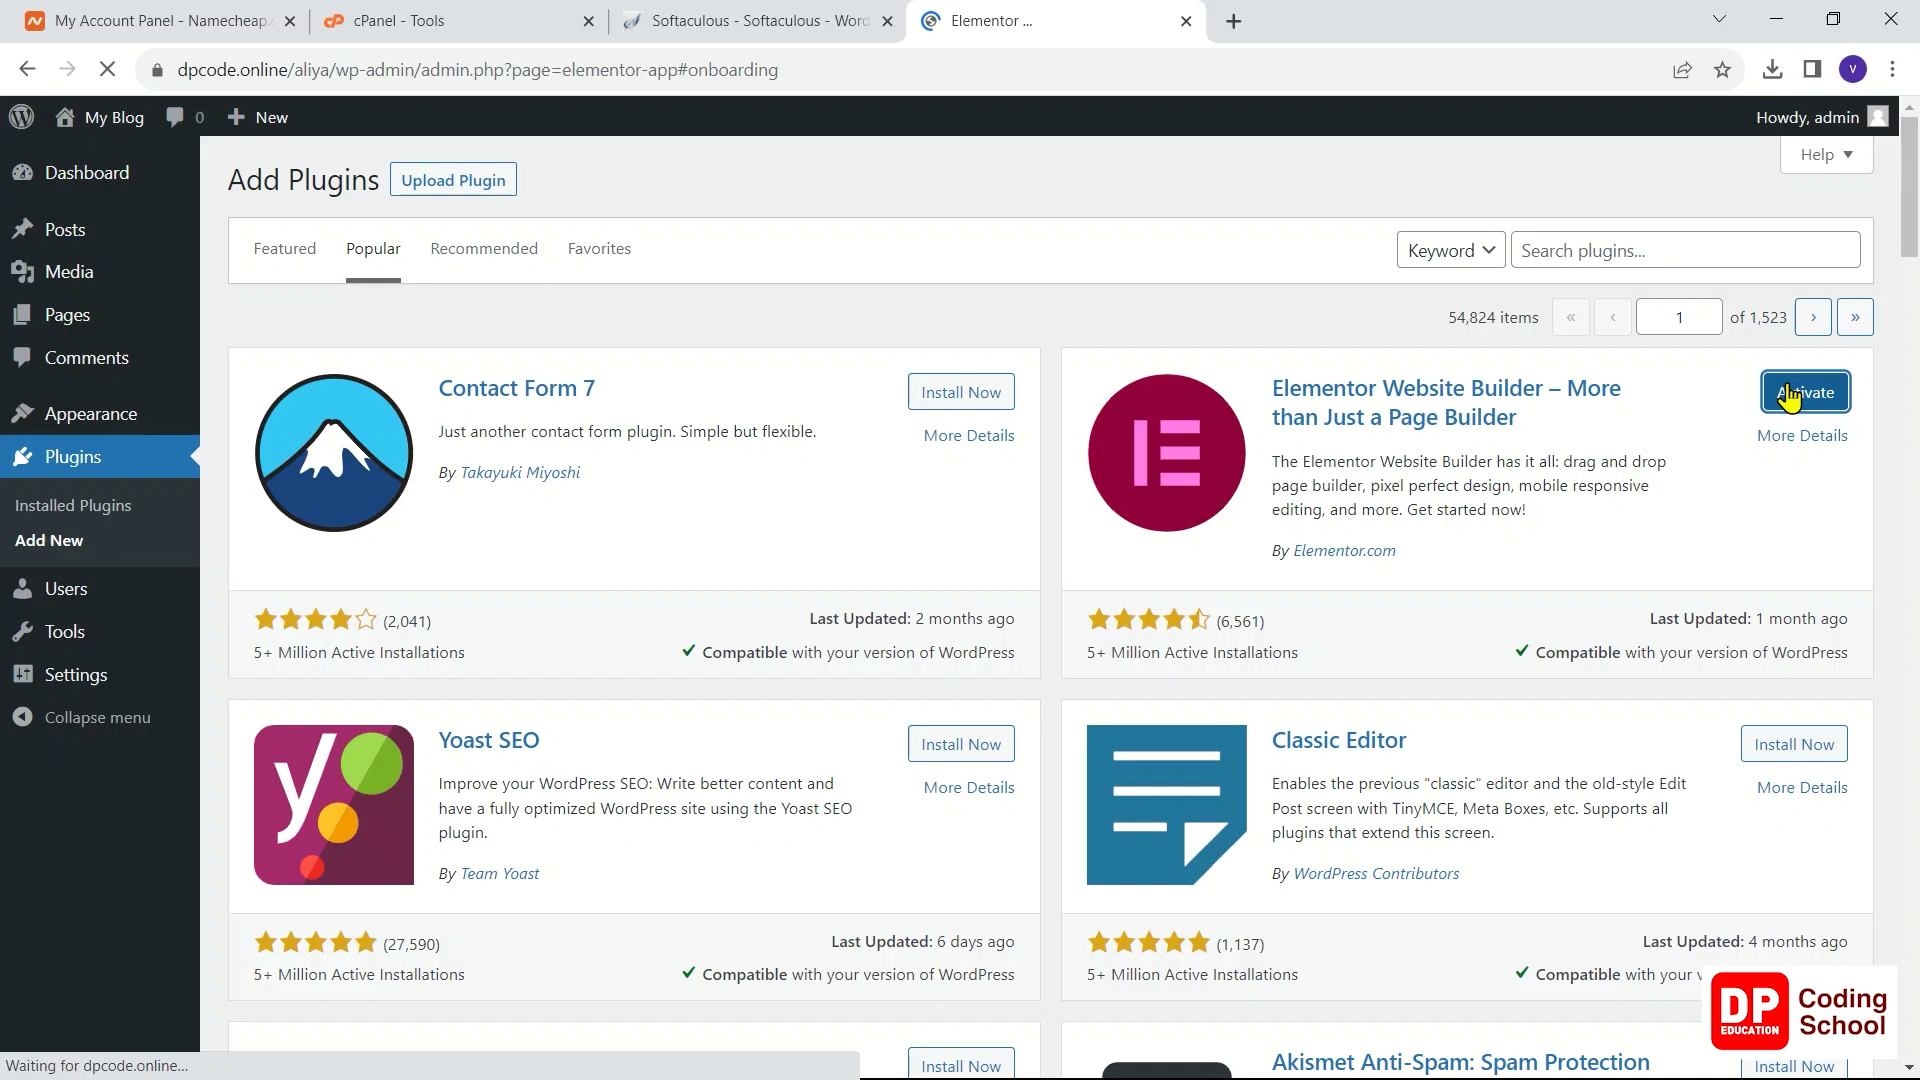 My Account Panel - Namecheap
cPanel - Tools
Softaculous - Softaculous - Word
Elementor ...
dpcode.online/aliya/wp-admin/admin.php?page=elementor-app#onboarding
V
My Blog
0
New
Howdy, admin
Dashboard
Posts
Media
Pages
Comments
Appearance
Plugins
Installed Plugins
Add New
Users
Tools
Settings
Collapse menu
Help
Add Plugins
Upload Plugin
Featured
Popular
Recommended
Favorites
Keyword
Search plugins...
54,824 items
«
‹
1
of 1,523
›
»
Contact Form 7
Install Now
More Details
Just another contact form plugin. Simple but flexible.
By Takayuki Miyoshi
(2,041)
Last Updated: 2 months ago
5+ Million Active Installations
Compatible with your version of WordPress
Elementor Website Builder – More
than Just a Page Builder
Activate
More Details
The Elementor Website Builder has it all: drag and drop
page builder, pixel perfect design, mobile responsive
editing, and more. Get started now!
By Elementor.com
(6,561)
Last Updated: 1 month ago
5+ Million Active Installations
Compatible with your version of WordPress
Yoast SEO
Install Now
More Details
Improve your WordPress SEO: Write better content and
have a fully optimized WordPress site using the Yoast SEO
plugin.
By Team Yoast
(27,590)
Last Updated: 6 days ago
5+ Million Active Installations
Compatible with your version of WordPress
Classic Editor
Install Now
More Details
Enables the previous "classic" editor and the old-style Edit
Post screen with TinyMCE, Meta Boxes, etc. Supports all
plugins that extend this screen.
By WordPress Contributors
(1,137)
Last Updated: 4 months ago
5+ Million Active Installations
Compatible with your
Install Now
Akismet Anti-Spam: Spam Protection
Install Now
DP
EDUCATION
Coding
School
Waiting for dpcode.online...